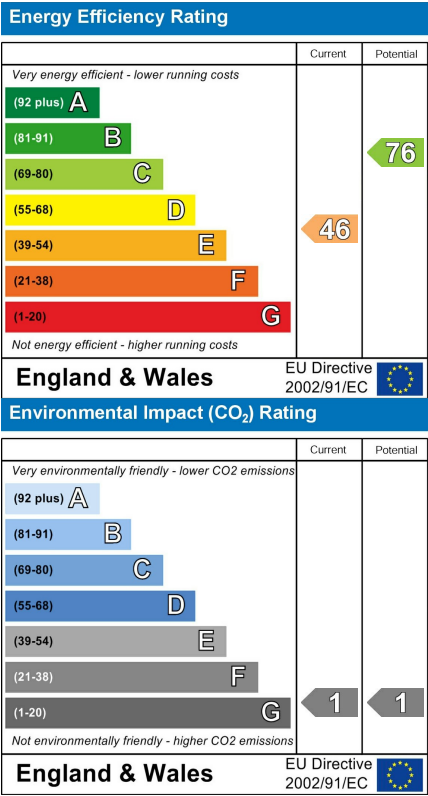 Energy Efficiency Rating
Current Potential
Very energy efficient - lower running costs
(92 plus) A
(81-91) B
(69-80) C
(55-68) D
(39-54) E
(21-38) F
(1-20) G
76
46
Not energy efficient - higher running costs
England & Wales
EU Directive
2002/91/EC
Environmental Impact (CO₂) Rating
Current Potential
Very environmentally friendly - lower CO2 emissions
(92 plus) A
(81-91) B
(69-80) C
(55-68) D
(39-54) E
(21-38) F
(1-20) G
1 1
Not environmentally friendly - higher CO2 emissions
England & Wales
EU Directive
2002/91/EC